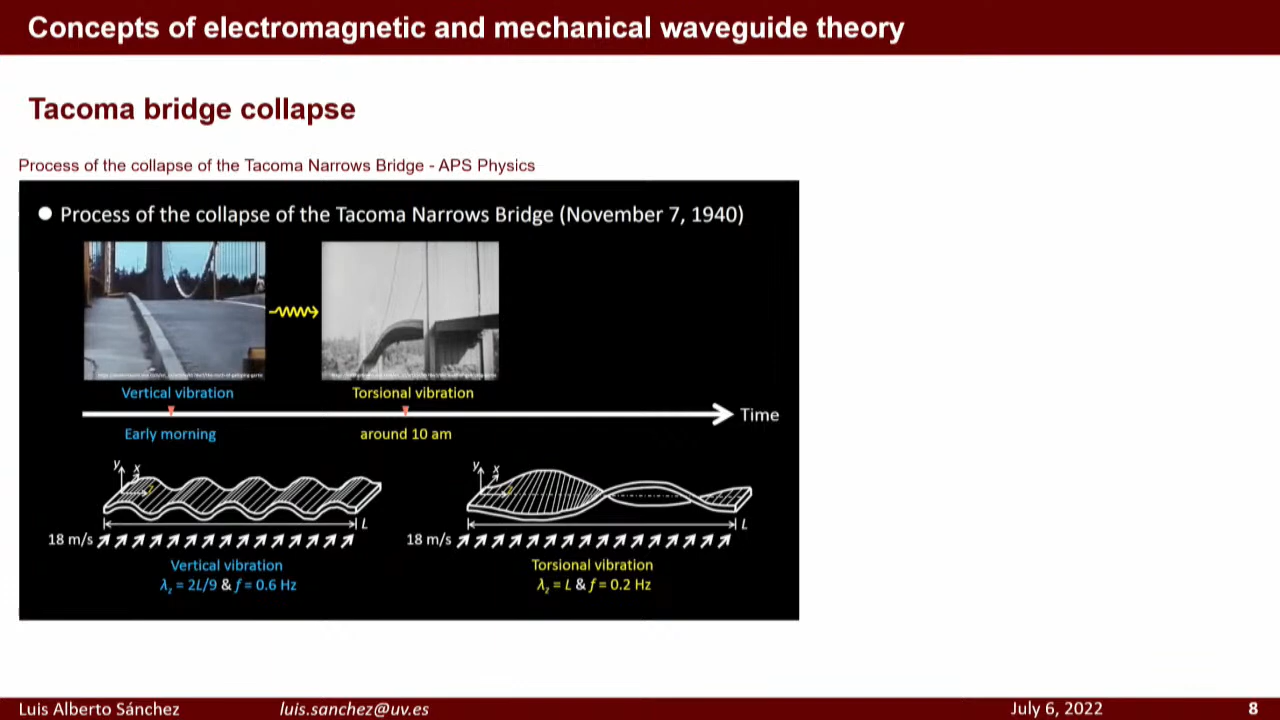 Concepts of electromagnetic and mechanical waveguide theory
Tacoma bridge collapse
Process of the collapse of the Tacoma Narrows Bridge - APS Physics
● Process of the collapse of the Tacoma Narrows Bridge (November 7, 1940)
Vertical vibration
Torsional vibration
Time
Early morning
around 10 am
y x z
L
18 m/s
Vertical vibration
λz = 2L/9 & f = 0.6 Hz
y x z
L
18 m/s
Torsional vibration
λz = L & f = 0.2 Hz
Luis Alberto Sánchez luis.sanchez@uv.es July 6, 2022 8